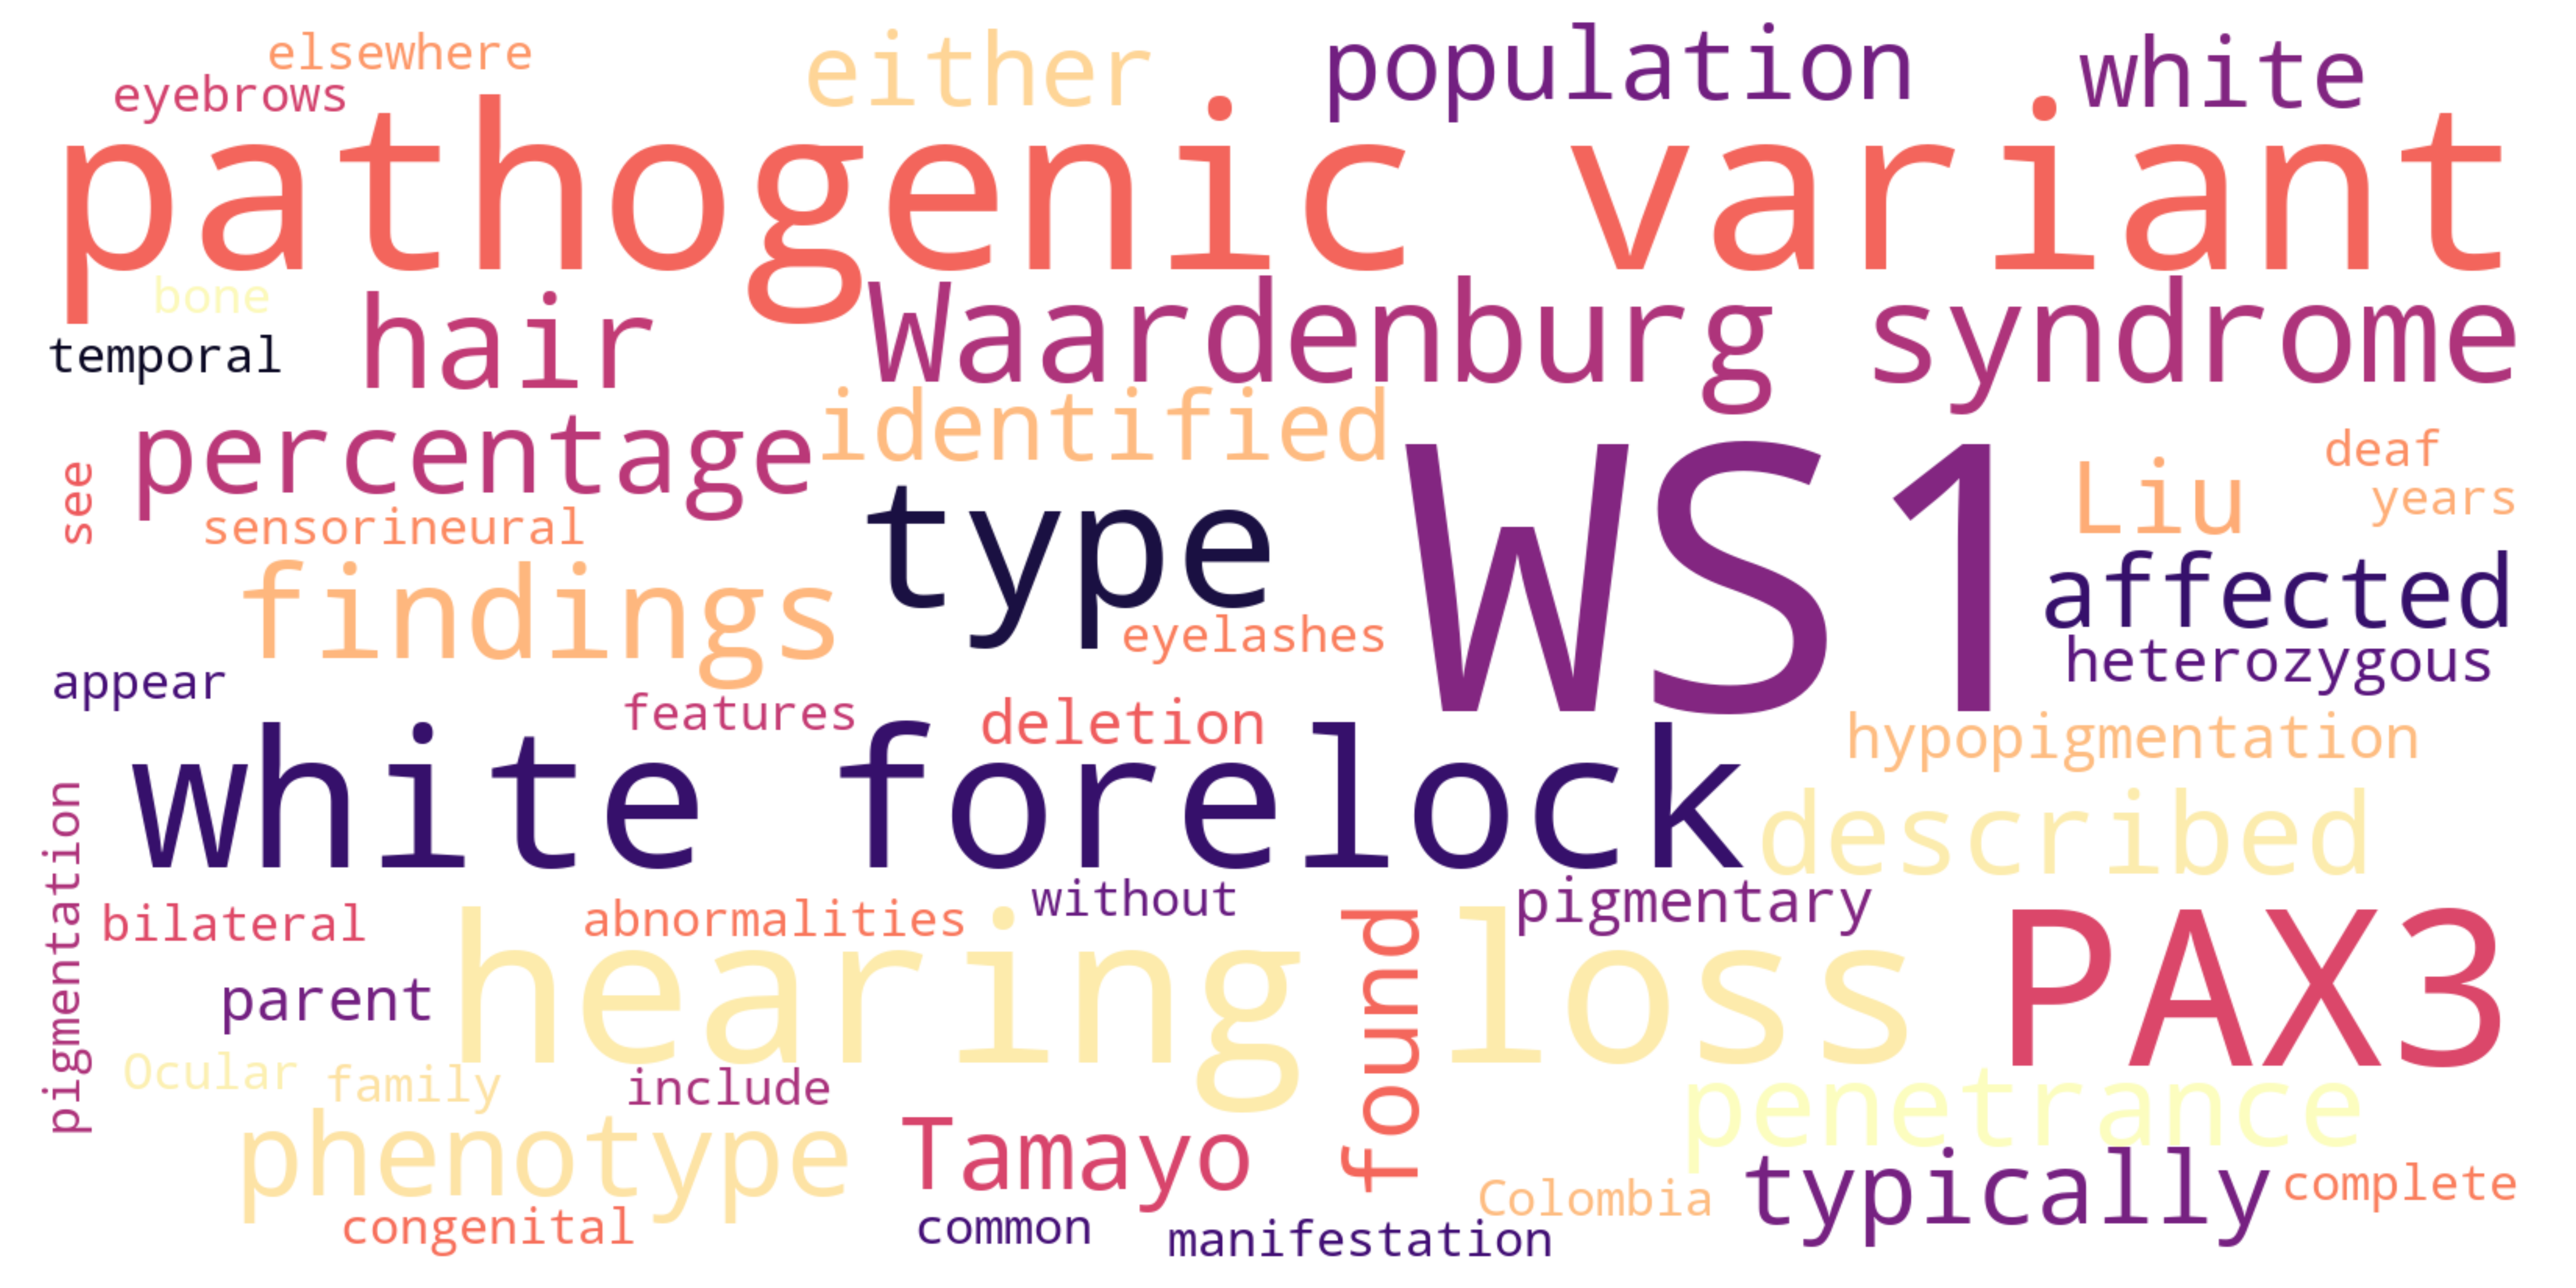 elsewhere
either
population
white
eyebrows
pathogenic variant
bone
hair
Waardenburg syndrome
temporal
percentage
identified
WS1
Liu
deaf
see
sensorineural
type
years
findings
eyelashes
affected
heterozygous
appear
features
deletion
hypopigmentation
white forelock
described
pigmentation
bilateral
abnormalities
without
pigmentary
hearing loss
found
PAX3
parent
Ocular
family
include
penetrance
phenotype
Tamayo
typically
complete
Colombia
congenital
common
manifestation